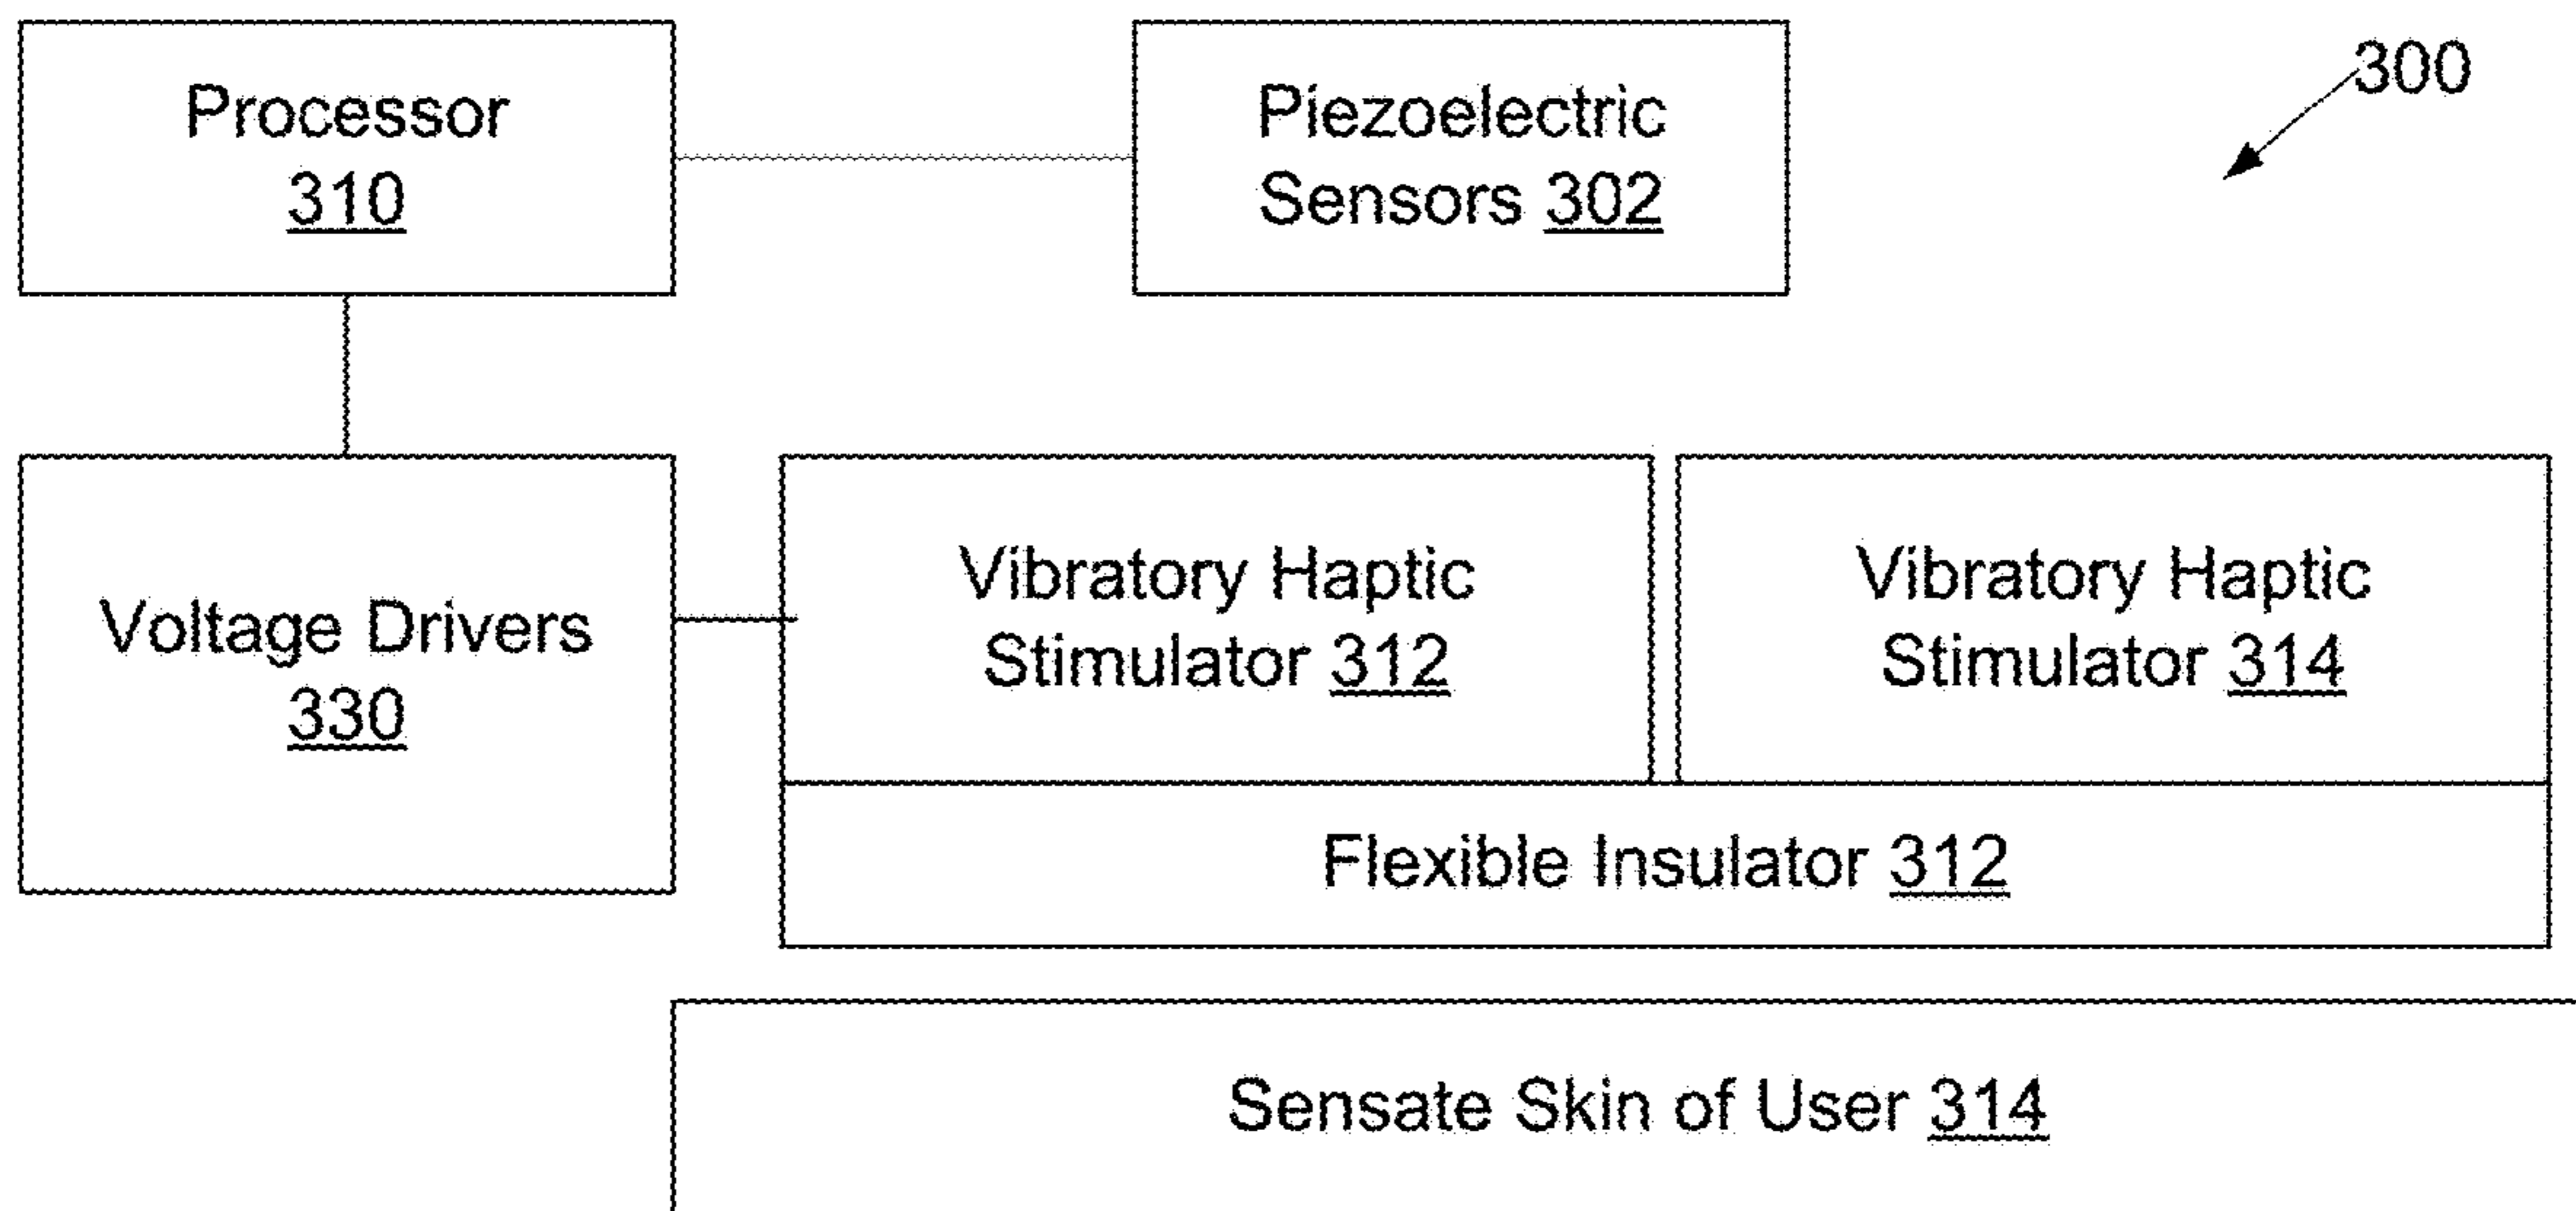 Processor
310
Piezoelectric
Sensors 302
300
Voltage Drivers
330
Vibratory Haptic
Stimulator 312
Vibratory Haptic
Stimulator 314
Flexible Insulator 312
Sensate Skin of User 314